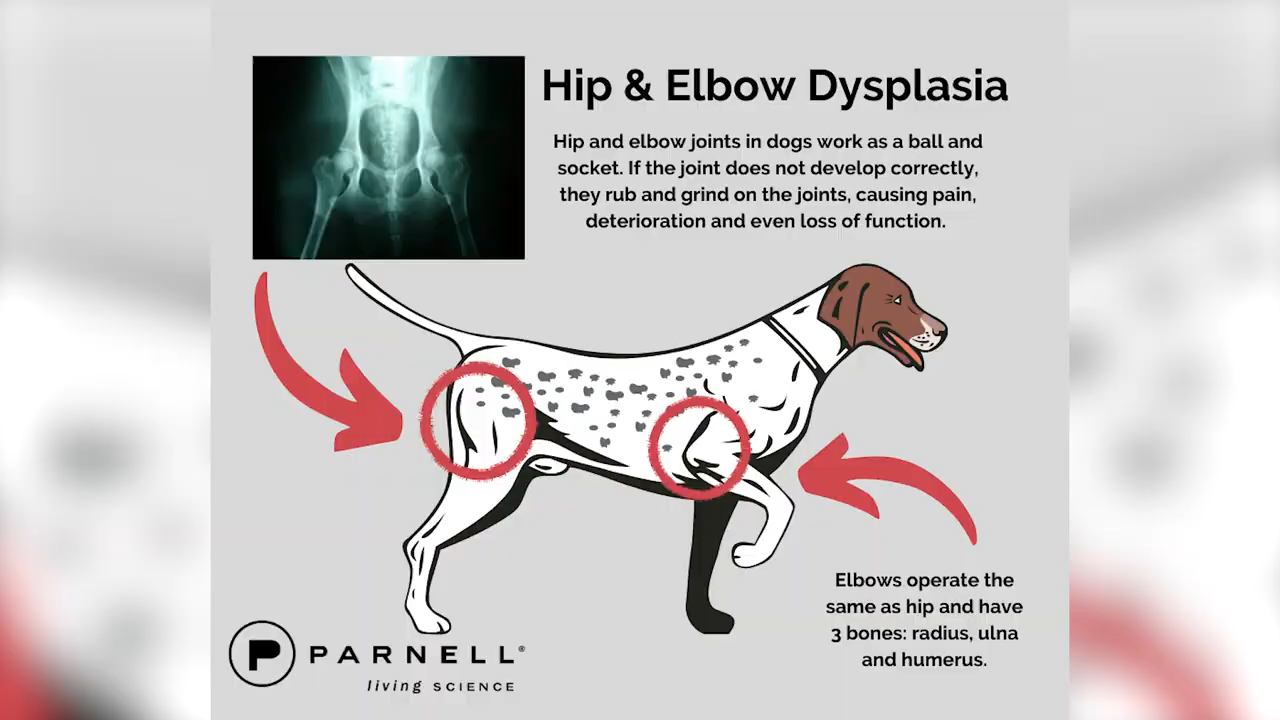 Hip & Elbow Dysplasia
Hip and elbow joints in dogs work as a ball and
socket. If the joint does not develop correctly,
they rub and grind on the joints, causing pain,
deterioration and even loss of function.
Elbows operate the
same as hip and have
3 bones: radius, ulna
and humerus.
P PARNELL®
living SCIENCE